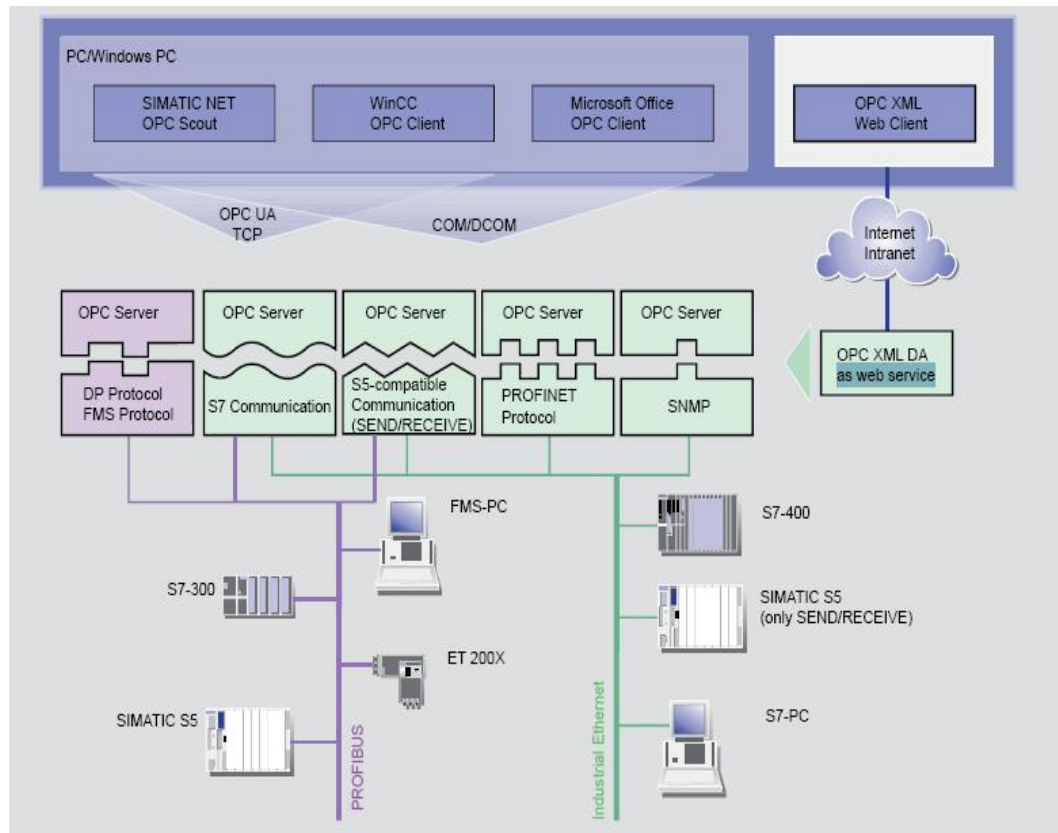 PC/Windows PC
SIMATIC NET
OPC Scout
WinCC
OPC Client
Microsoft Office
OPC Client
OPC XML
Web Client
OPC UA
TCP
COM/DCOM
Internet
Intranet
OPC Server
OPC Server
OPC Server
OPC Server
OPC Server
OPC XML DA
as web service
DP Protocol
FMS Protocol
S7 Communication
S5-compatible
Communication
(SEND/RECEIVE)
PROFINET
Protocol
SNMP
FMS-PC
S7-400
S7-300
SIMATIC S5
(only SEND/RECEIVE)
ET 200X
SIMATIC S5
S7-PC
PROFIBUS
Industrial Ethernet